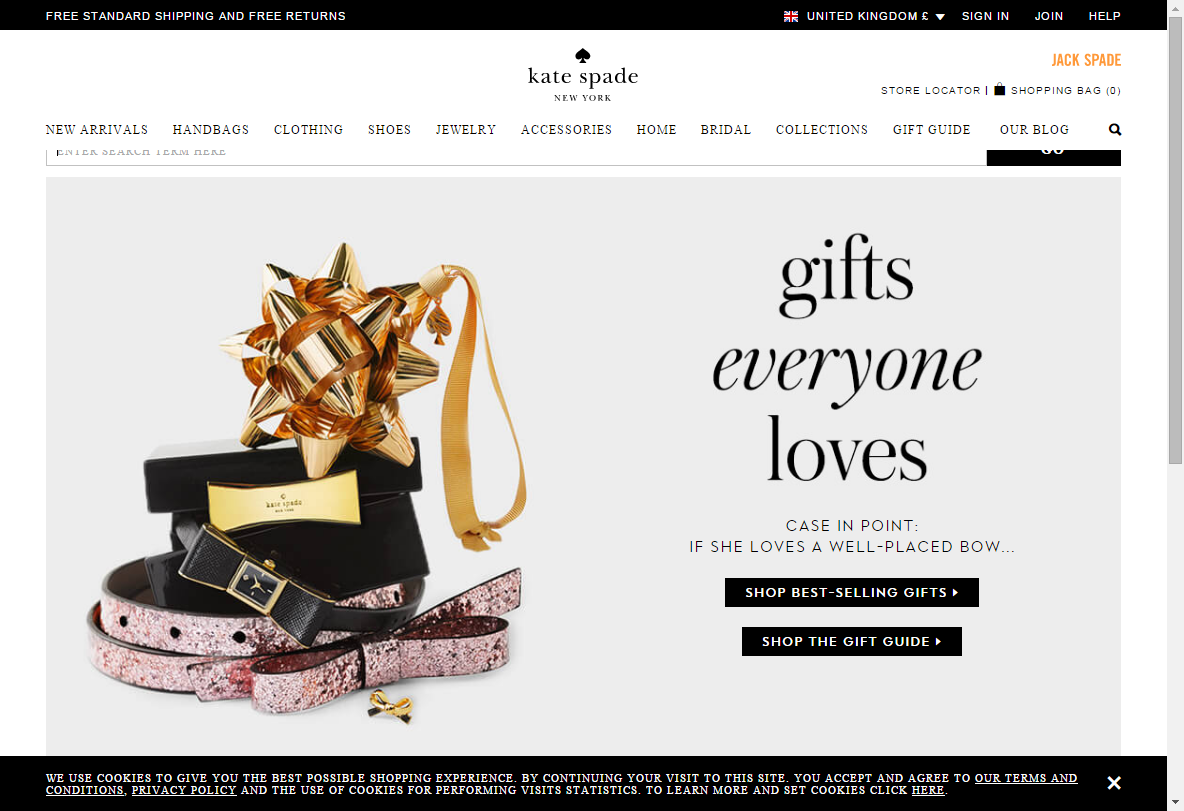 FREE STANDARD SHIPPING AND FREE RETURNS
UNITED KINGDOM £ SIGN IN JOIN HELP
JACK SPADE
kate spade
NEW YORK
STORE LOCATOR | SHOPPING BAG (0)
NEW ARRIVALS HANDBAGS CLOTHING SHOES JEWELRY ACCESSORIES HOME BRIDAL COLLECTIONS GIFT GUIDE OUR BLOG
ENTER SEARCH TERM HERE
GO
gifts
everyone
loves
kate spade
NEW YORK
CASE IN POINT:
IF SHE LOVES A WELL-PLACED BOW...
SHOP BEST-SELLING GIFTS
SHOP THE GIFT GUIDE
WE USE COOKIES TO GIVE YOU THE BEST POSSIBLE SHOPPING EXPERIENCE. BY CONTINUING YOUR VISIT TO THIS SITE. YOU ACCEPT AND AGREE TO OUR TERMS AND
CONDITIONS, PRIVACY POLICY AND THE USE OF COOKIES FOR PERFORMING VISITS STATISTICS. TO LEARN MORE AND SET COOKIES CLICK HERE.